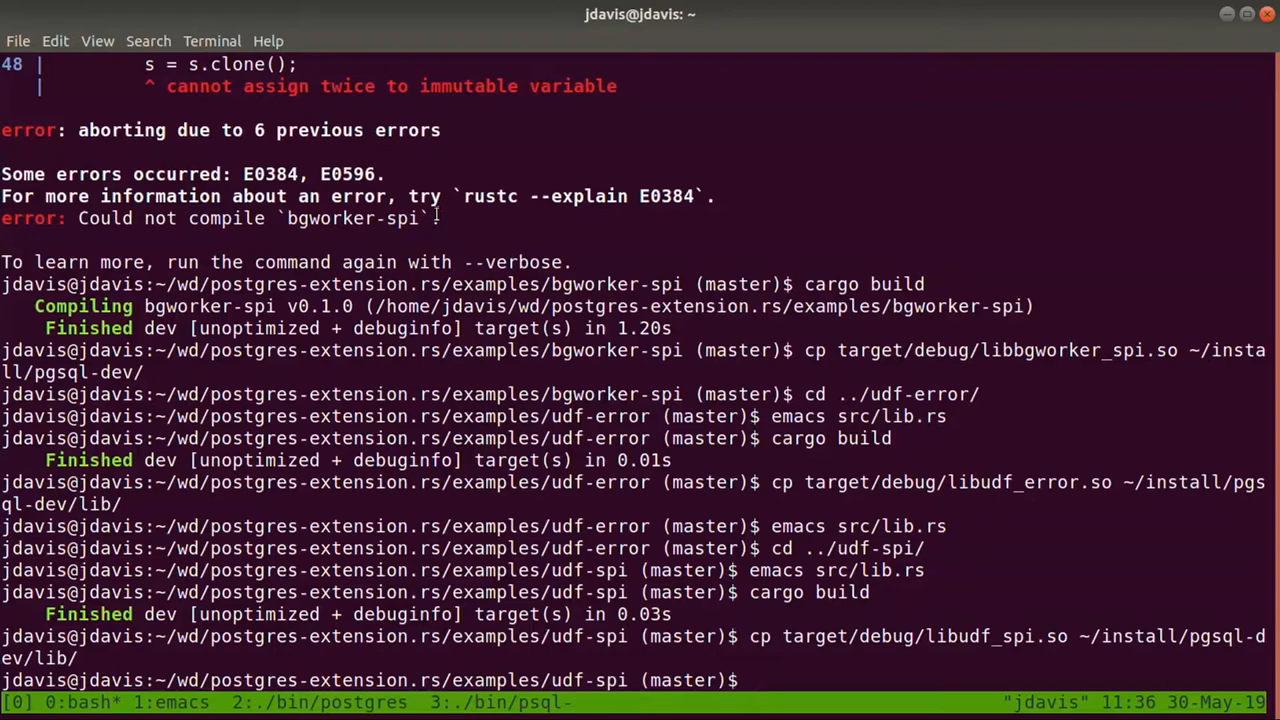 jdavis@jdavis: ~
File Edit View Search Terminal Help
48 |         s = s.clone();
   |         ^ cannot assign twice to immutable variable
error: aborting due to 6 previous errors
Some errors occurred: E0384, E0596.
For more information about an error, try `rustc --explain E0384`.
error: Could not compile `bgworker-spi`.
To learn more, run the command again with --verbose.
jdavis@jdavis:~/wd/postgres-extension.rs/examples/bgworker-spi (master)$ cargo build
   Compiling bgworker-spi v0.1.0 (/home/jdavis/wd/postgres-extension.rs/examples/bgworker-spi)
    Finished dev [unoptimized + debuginfo] target(s) in 1.20s
jdavis@jdavis:~/wd/postgres-extension.rs/examples/bgworker-spi (master)$ cp target/debug/libbgworker_spi.so ~/insta
ll/pgsql-dev/
jdavis@jdavis:~/wd/postgres-extension.rs/examples/bgworker-spi (master)$ cd ../udf-error/
jdavis@jdavis:~/wd/postgres-extension.rs/examples/udf-error (master)$ emacs src/lib.rs
jdavis@jdavis:~/wd/postgres-extension.rs/examples/udf-error (master)$ cargo build
    Finished dev [unoptimized + debuginfo] target(s) in 0.01s
jdavis@jdavis:~/wd/postgres-extension.rs/examples/udf-error (master)$ cp target/debug/libudf_error.so ~/install/pgs
ql-dev/lib/
jdavis@jdavis:~/wd/postgres-extension.rs/examples/udf-error (master)$ emacs src/lib.rs
jdavis@jdavis:~/wd/postgres-extension.rs/examples/udf-error (master)$ cd ../udf-spi/
jdavis@jdavis:~/wd/postgres-extension.rs/examples/udf-spi (master)$ emacs src/lib.rs
jdavis@jdavis:~/wd/postgres-extension.rs/examples/udf-spi (master)$ cargo build
    Finished dev [unoptimized + debuginfo] target(s) in 0.03s
jdavis@jdavis:~/wd/postgres-extension.rs/examples/udf-spi (master)$ cp target/debug/libudf_spi.so ~/install/pgsql-d
ev/lib/
jdavis@jdavis:~/wd/postgres-extension.rs/examples/udf-spi (master)$
[0] 0:bash* 1:emacs  2:./bin/postgres  3:./bin/psql- "jdavis" 11:36 30-May-19